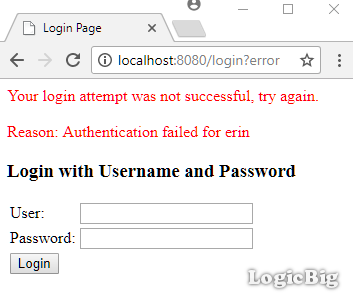 Login Page
localhost:8080/login?error
Your login attempt was not successful, try again.
Reason: Authentication failed for erin
Login with Username and Password
User:
Password:
Login
LogicBig